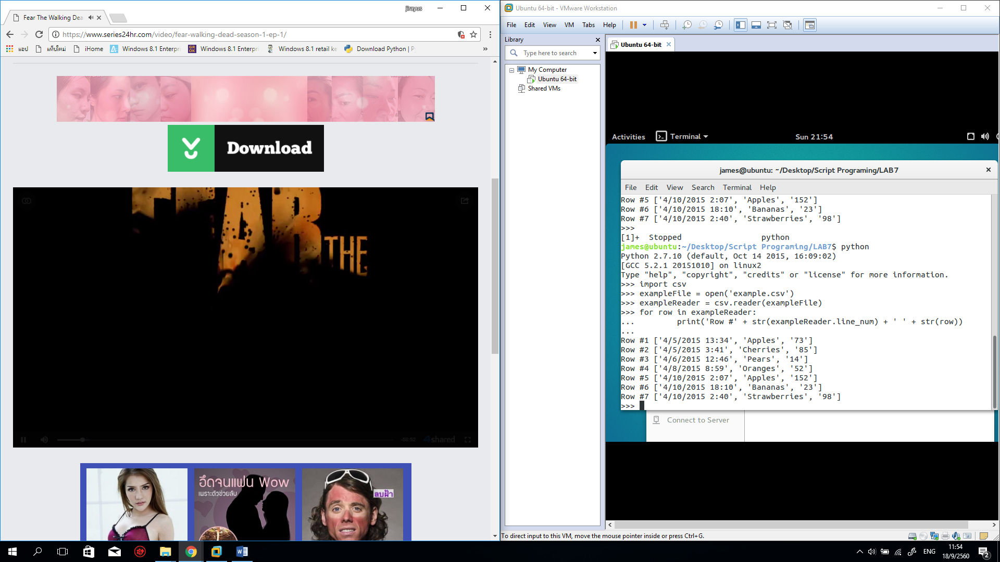 jirayus
Fear The Walking Dea
https://www.series24hr.com/video/fear-walking-dead-season-1-ep-1/
แอป
แท็บใหม่
iHome
Windows 8.1 Enterpri
Windows 8.1 Enterpri
Windows 8.1 retail ke
Download Python | P
»
Download
FEAR
THE
-58:52
4shared
อึดจนแฟน Wow
เพราะตัวช่วยลับ
ลบฝ้า
Ubuntu 64-bit - VMware Workstation
File Edit View VM Tabs Help
Library
Type here to search
My Computer
Ubuntu 64-bit
Shared VMs
Ubuntu 64-bit
Activities
Terminal
Sun 21:54
james@ubuntu: ~/Desktop/Script Programing/LAB7
File Edit View Search Terminal Help
Row #5 ['4/10/2015 2:07', 'Apples', '152']
Row #6 ['4/10/2015 18:10', 'Bananas', '23']
Row #7 ['4/10/2015 2:40', 'Strawberries', '98']
>>>
[1]+  Stopped                 python
james@ubuntu:~/Desktop/Script Programing/LAB7$ python
Python 2.7.10 (default, Oct 14 2015, 16:09:02)
[GCC 5.2.1 20151010] on linux2
Type "help", "copyright", "credits" or "license" for more information.
>>> import csv
>>> exampleFile = open('example.csv')
>>> exampleReader = csv.reader(exampleFile)
>>> for row in exampleReader:
...         print('Row #' + str(exampleReader.line_num) + ' ' + str(row))
...
Row #1 ['4/5/2015 13:34', 'Apples', '73']
Row #2 ['4/5/2015 3:41', 'Cherries', '85']
Row #3 ['4/6/2015 12:46', 'Pears', '14']
Row #4 ['4/8/2015 8:59', 'Oranges', '52']
Row #5 ['4/10/2015 2:07', 'Apples', '152']
Row #6 ['4/10/2015 18:10', 'Bananas', '23']
Row #7 ['4/10/2015 2:40', 'Strawberries', '98']
>>>
Connect to Server
To direct input to this VM, move the mouse pointer inside or press Ctrl+G.
ENG
11:54
18/9/2560
2